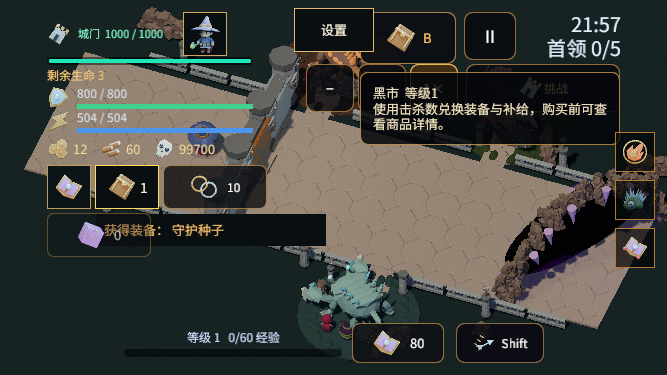 城门 1000 / 1000
设置
B
21:57
首领 0/5
剩余生命 3
800 / 800
504 / 504
12
60
99700
黑市 等级1
使用击杀数兑换装备与补给，购买前可查
看商品详情。
挑战
1
10
0
获得装备： 守护种子
等级 1 0/60 经验
80
Shift